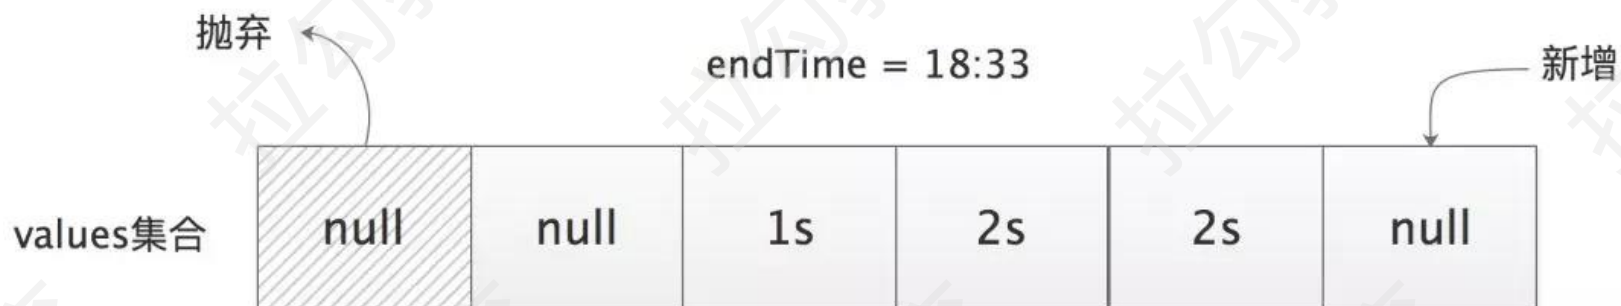 抛弃
endTime = 18:33
新增
values集合
null
null
1s
2s
2s
null